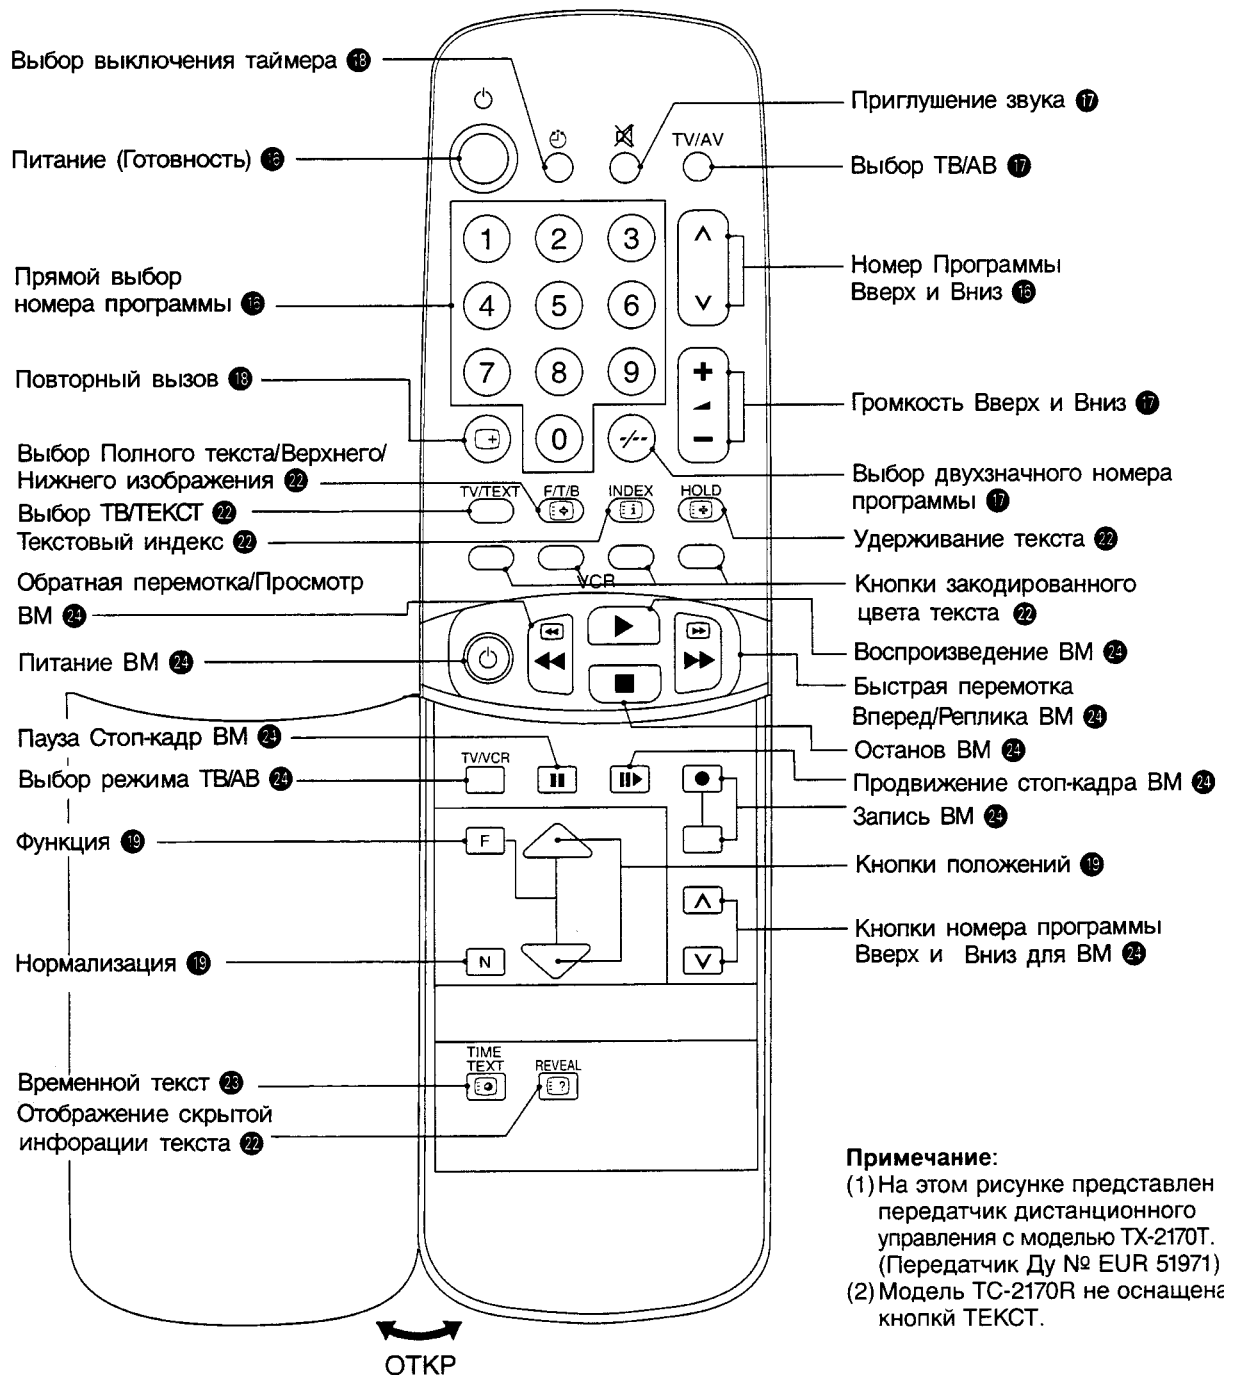 Выбор выключения таймера 18
Питание (Готовность) 16
Прямой выбор
номера программы 16
Повторный вызов 18
Выбор Полного текста/Верхнего/
Нижнего изображения 22
Выбор ТВ/ТЕКСТ 22
Текстовый индекс 22
Обратная перемотка/Просмотр
ВМ 24
Питание ВМ 24
Пауза Стоп-кадр ВМ 24
Выбор режима ТВ/АВ 24
Функция 19
Нормализация 19
Временной текст 23
Отображение скрытой
инфорации текста 22
TV/AV
1 2 3
4 5 6
7 8 9
0 -/--
TV/TEXT F/T/B INDEX HOLD
i
VCR
TV/VCR
F
N
TIME
TEXT
REVEAL
?
Приглушение звука 17
Выбор ТВ/АВ 17
Номер Программы
Вверх и Вниз 16
Громкость Вверх и Вниз 17
Выбор двухзначного номера
программы 17
Удерживание текста 22
Кнопки закодированного
цвета текста 22
Воспроизведение ВМ 24
Быстрая перемотка
Вперед/Реплика ВМ 24
Останов ВМ 24
Продвижение стоп-кадра ВМ 24
Запись ВМ 24
Кнопки положений 19
Кнопки номера программы
Вверх и Вниз для ВМ 24
Примечание:
(1) На этом рисунке представлен
передатчик дистанционного
управления с моделью TX-2170T.
(Передатчик Ду № EUR 51971)
(2) Модель TC-2170R не оснащена
кнопкй ТЕКСТ.
ОТКР